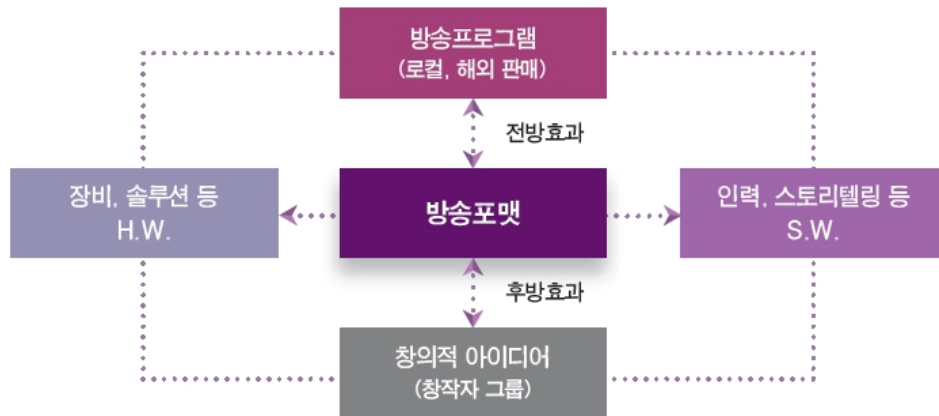 방송프로그램
(로컬, 해외 판매)
전방효과
장비, 솔루션 등
H.W.
방송포맷
인력, 스토리텔링 등
S.W.
후방효과
창의적 아이디어
(창작자 그룹)